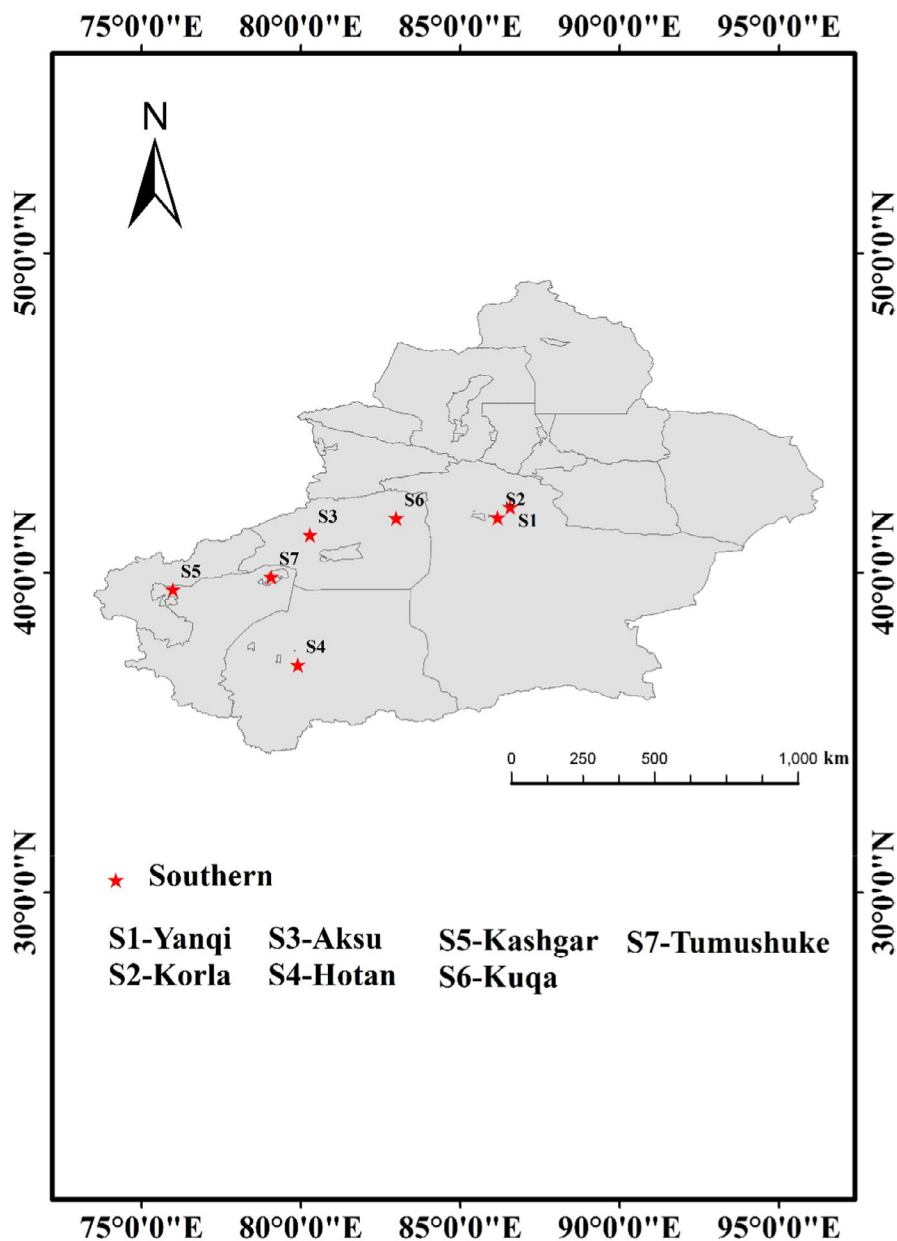 75°0'0"E 80°0'0"E 85°0'0"E 90°0'0"E 95°0'0"E
N
50°0'0"N 50°0'0"N
S6 S2
S3 S1
S7
S5
40°0'0"N 40°0'0"N
S4
0 250 500 1,000 km
30°0'0"N 30°0'0"N
Southern
S1-Yanqi S3-Aksu S5-Kashgar S7-Tumushuke
S2-Korla S4-Hotan S6-Kuqa
75°0'0"E 80°0'0"E 85°0'0"E 90°0'0"E 95°0'0"E